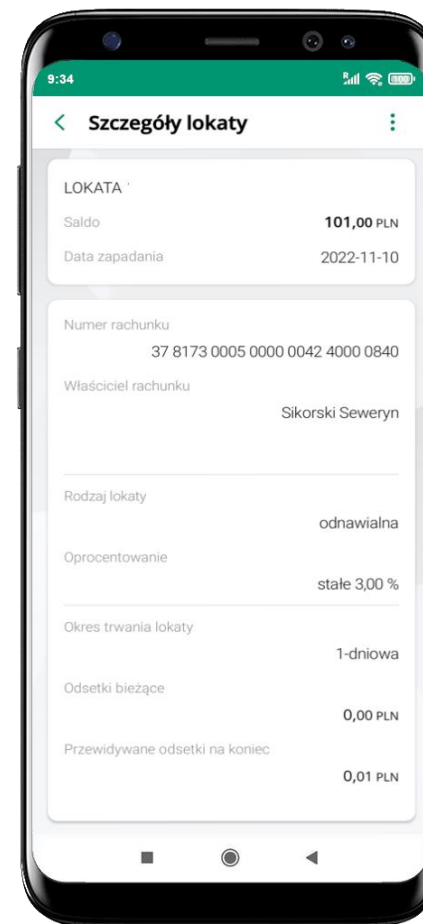 9:34
Szczegóły lokaty
LOKATA
Saldo 101,00 PLN
Data zapadania 2022-11-10
Numer rachunku
37 8173 0005 0000 0042 4000 0840
Właściciel rachunku
Sikorski Seweryn
Rodzaj lokaty
odnawialna
Oprocentowanie
stałe 3,00 %
Okres trwania lokaty
1-dniowa
Odsetki bieżące
0,00 PLN
Przewidywane odsetki na koniec
0,01 PLN